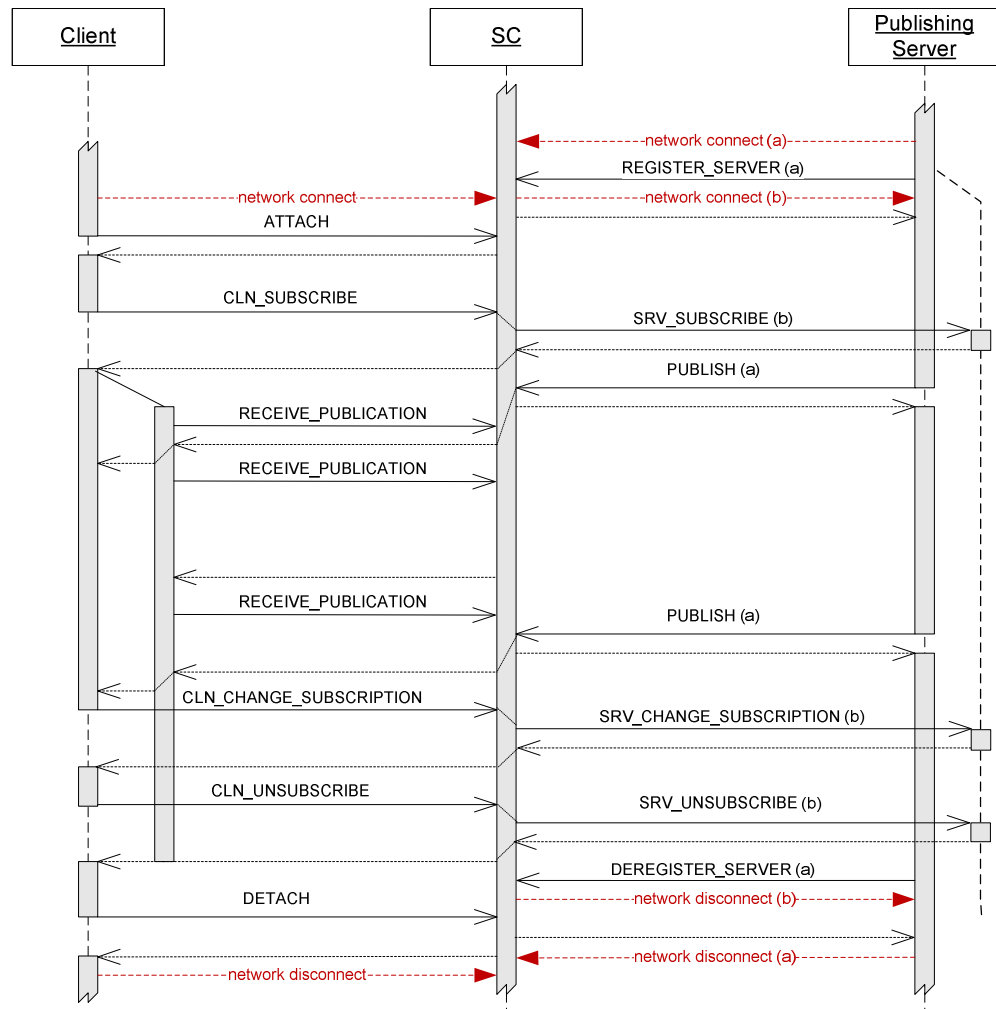 Client
SC
Publishing
Server
network connect (a)
REGISTER_SERVER (a)
network connect
network connect (b)
ATTACH
CLN_SUBSCRIBE
SRV_SUBSCRIBE (b)
PUBLISH (a)
RECEIVE_PUBLICATION
RECEIVE_PUBLICATION
RECEIVE_PUBLICATION
PUBLISH (a)
CLN_CHANGE_SUBSCRIPTION
SRV_CHANGE_SUBSCRIPTION (b)
CLN_UNSUBSCRIBE
SRV_UNSUBSCRIBE (b)
DEREGISTER_SERVER (a)
DETACH
network disconnect (b)
network disconnect (a)
network disconnect